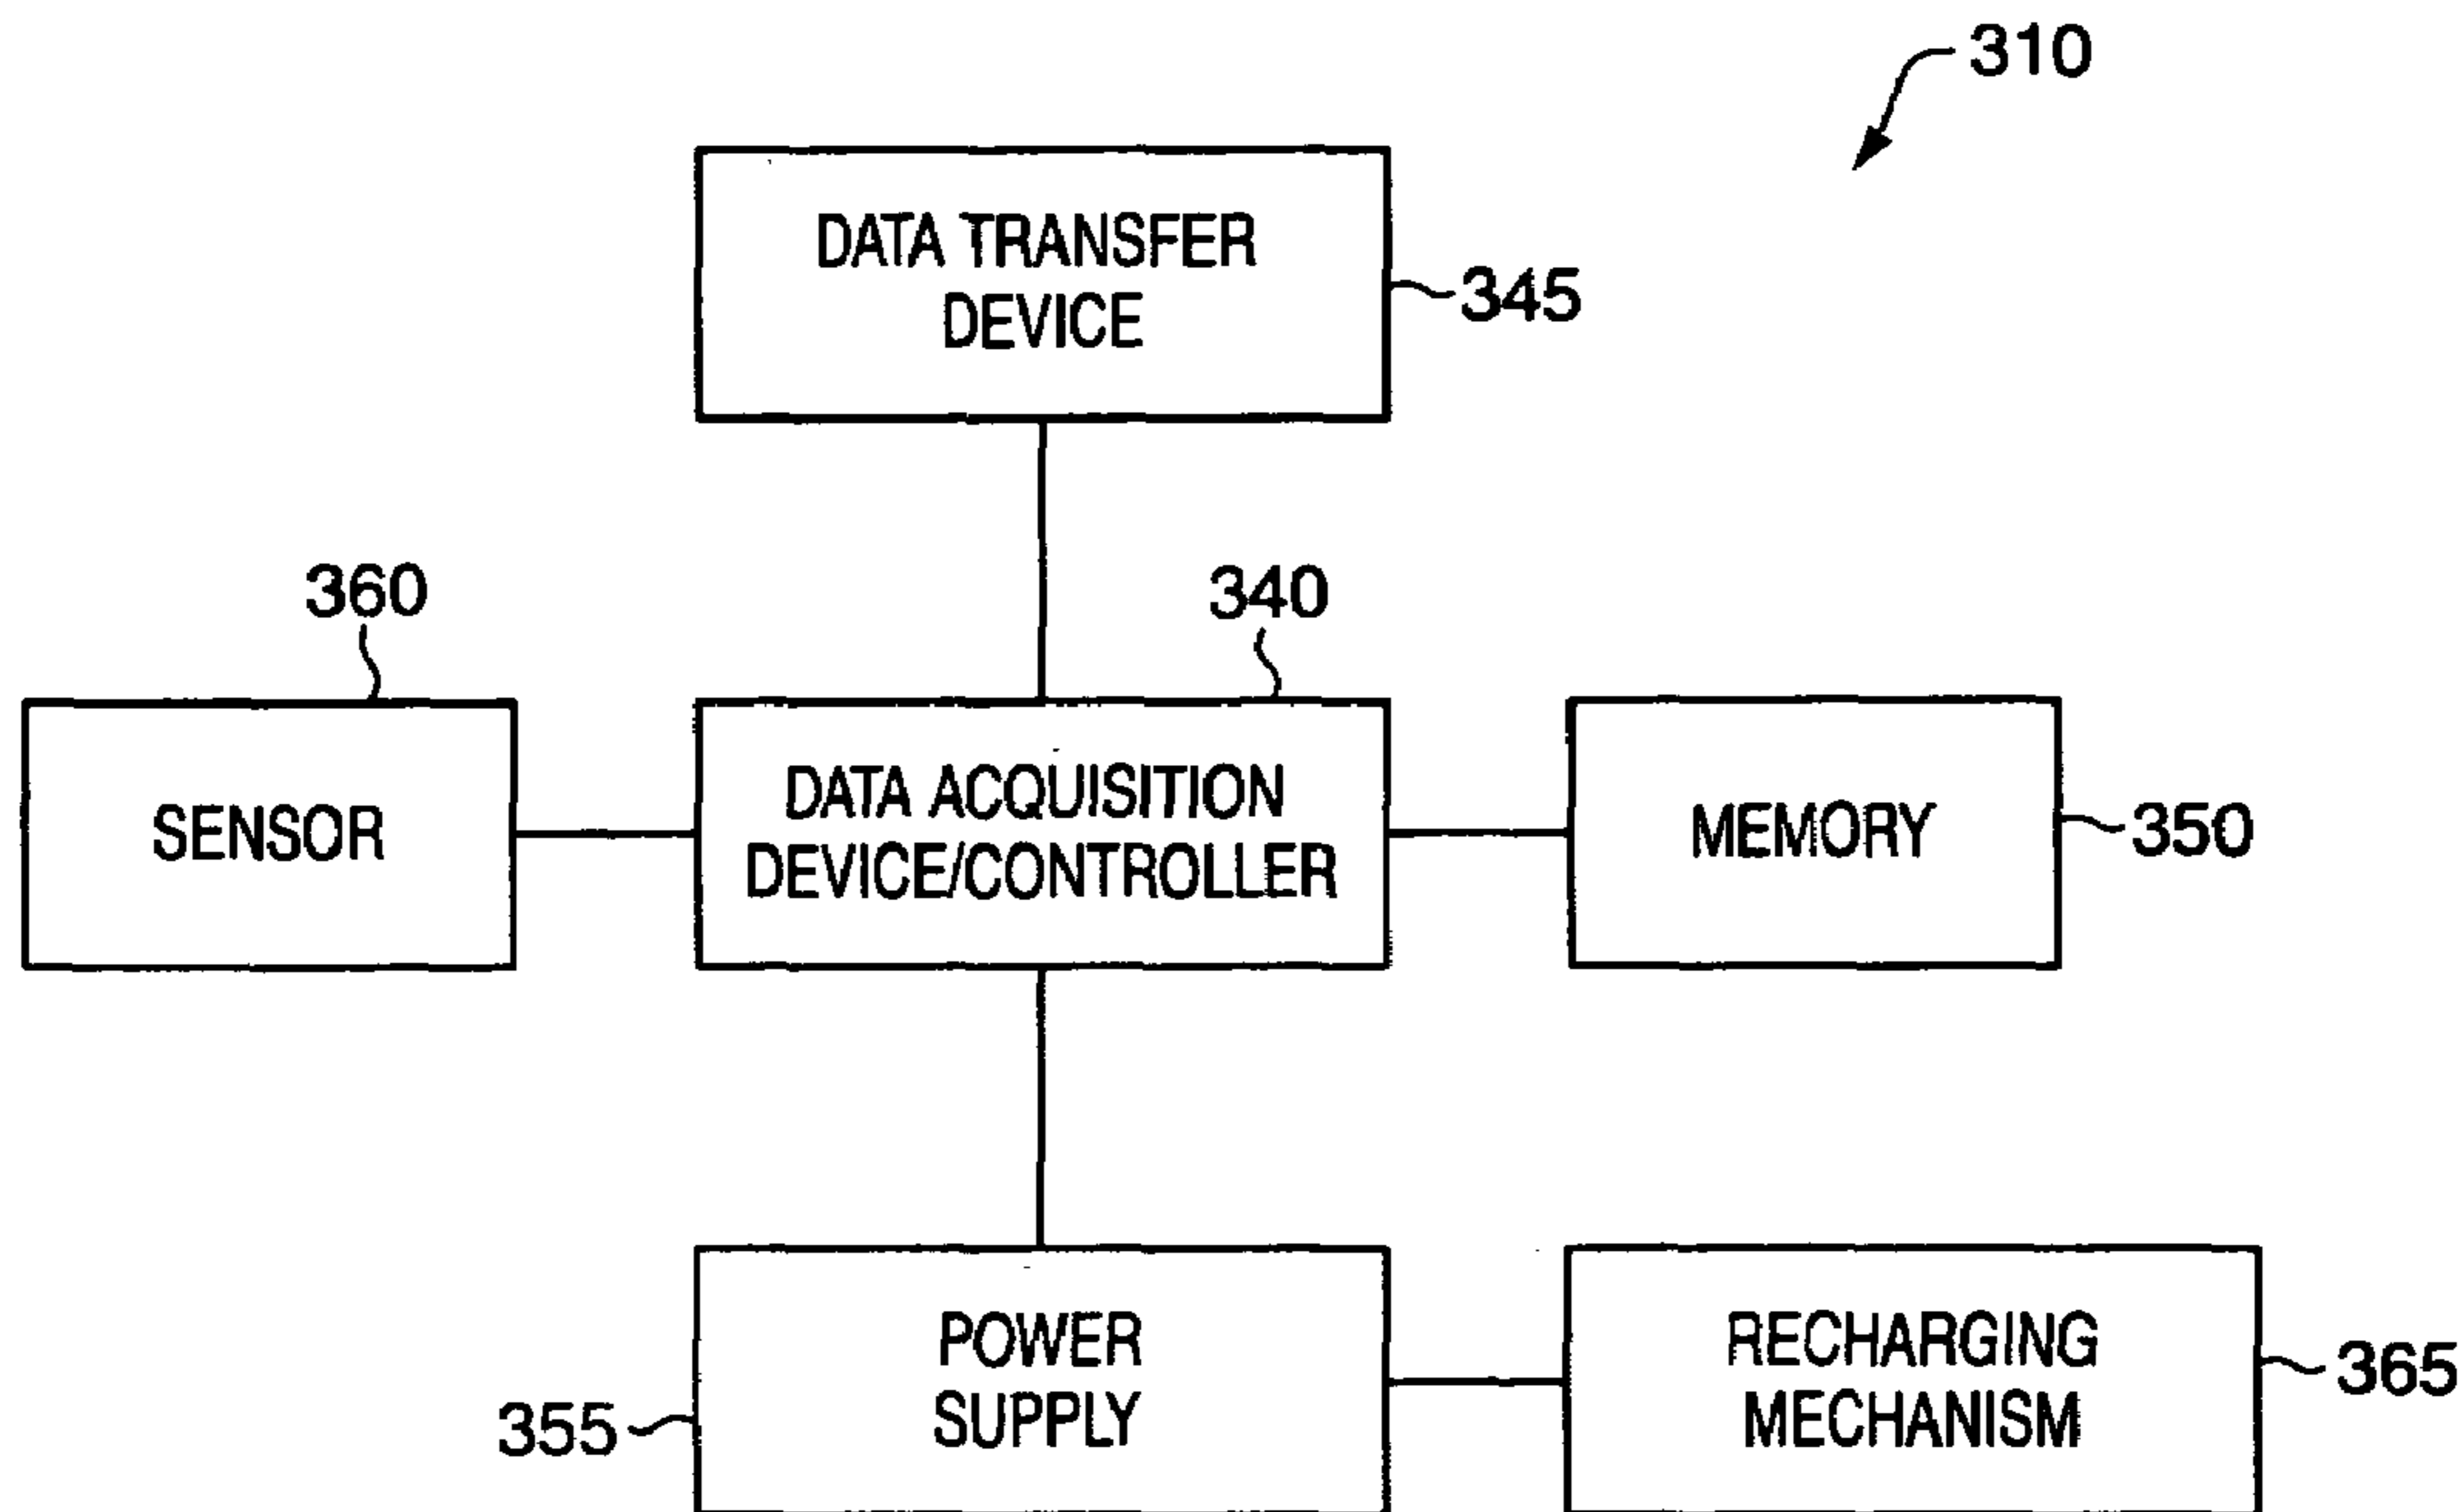 310
DATA TRANSFER
DEVICE
345
360
340
SENSOR
DATA ACQUISITION
DEVICE/CONTROLLER
MEMORY
350
POWER
SUPPLY
355
RECHARGING
MECHANISM
365